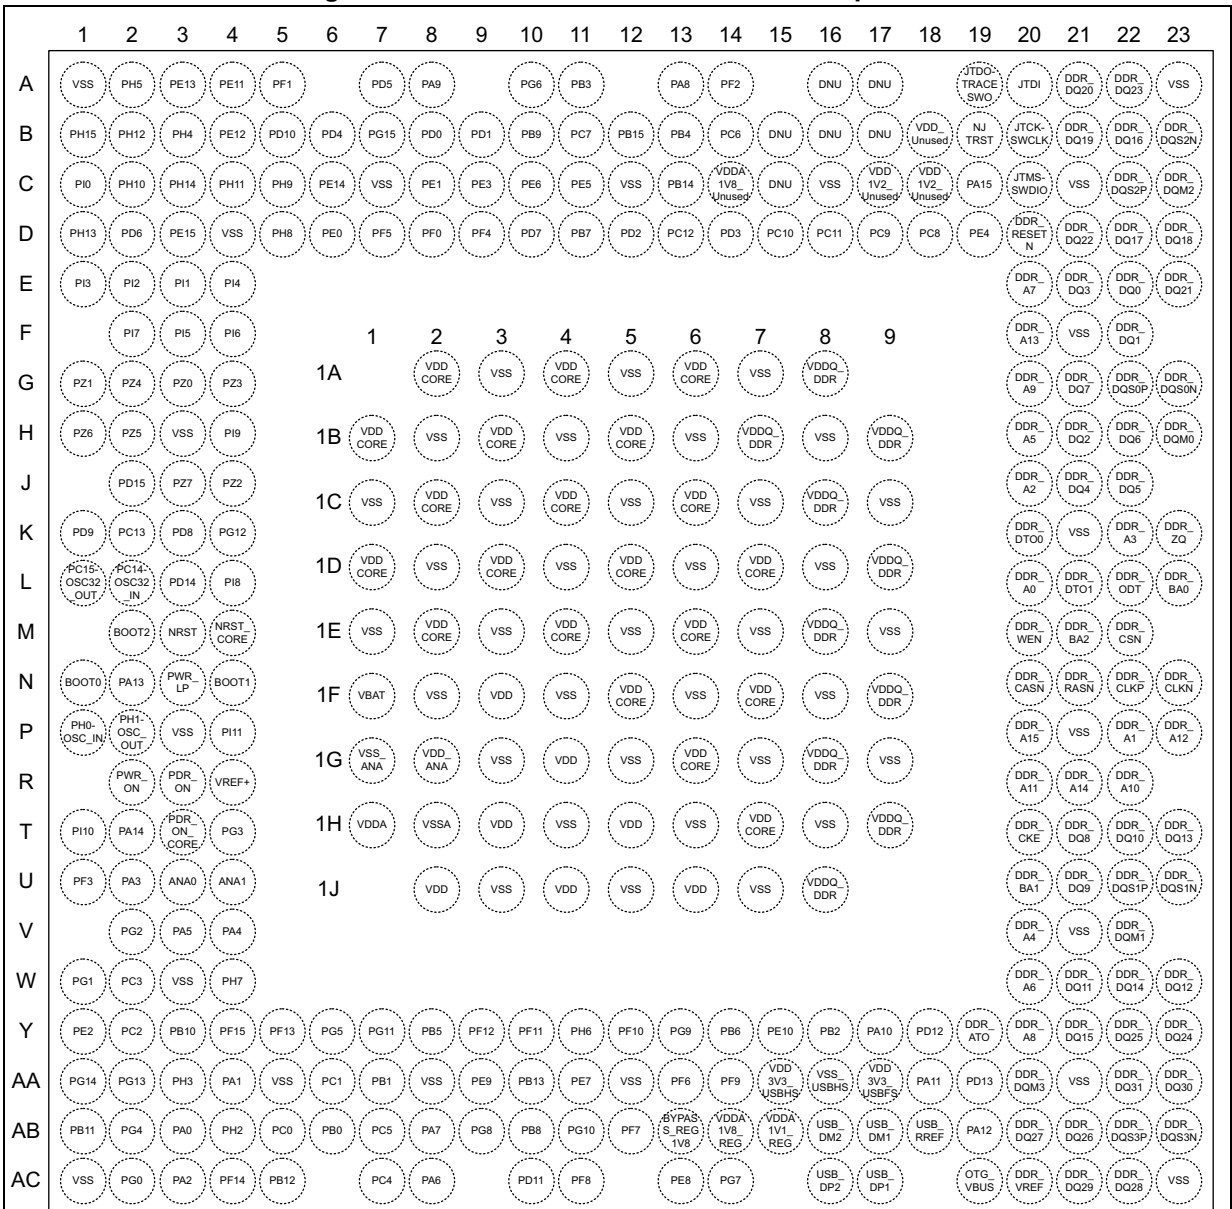 1 2 3 4 5 6 7 8 9 10 11 12 13 14 15 16 17 18 19 20 21 22 23
A VSS PH5 PE13 PE11 PF1 PD5 PA9 PG6 PB3 PA8 PF2 DNU DNU JTDO-TRACESWO JTDI DDR_DQ20 DDR_DQ23 VSS
B PH15 PH12 PH4 PE12 PD10 PD4 PG15 PD0 PD1 PB9 PC7 PB15 PB4 PC6 DNU DNU DNU VDD_Unused NJTRST JTCK-SWCLK DDR_DQ19 DDR_DQ16 DDR_DQS2N
C PI0 PH10 PH14 PH11 PH9 PE14 VSS PE1 PE3 PE6 PE5 VSS PB14 VDDA1V8_Unused DNU VSS VDD1V2_Unused VDD1V2_Unused PA15 JTMS-SWDIO VSS DDR_DQS2P DDR_DQM2
D PH13 PD6 PE15 VSS PH8 PE0 PF5 PF0 PF4 PD7 PB7 PD2 PC12 PD3 PC10 PC11 PC9 PC8 PE4 DDR_RESETN DDR_DQ22 DDR_DQ17 DDR_DQ18
E PI3 PI2 PI1 PI4 DDR_A7 DDR_DQ3 DDR_DQ0 DDR_DQ21
F PI7 PI5 PI6 DDR_A13 VSS DDR_DQ1
1 2 3 4 5 6 7 8 9
1A VDDCORE VSS VDDCORE VSS VDDCORE VSS VDDQ_DDR
G PZ1 PZ4 PZ0 PZ3 DDR_A9 DDR_DQ7 DDR_DQS0P DDR_DQS0N
H PZ6 PZ5 VSS PI9 DDR_A5 DDR_DQ2 DDR_DQ6 DDR_DQM0
1B VDDCORE VSS VDDCORE VSS VDDCORE VSS VDDQ_DDR VSS VDDQ_DDR
J PD15 PZ7 PZ2 DDR_A2 DDR_DQ4 DDR_DQ5
1C VSS VDDCORE VSS VDDCORE VSS VDDCORE VSS VDDQ_DDR VSS
K PD9 PC13 PD8 PG12 DDR_DTO0 VSS DDR_A3 DDR_ZQ
1D VDDCORE VSS VDDCORE VSS VDDCORE VSS VDDCORE VSS VDDQ_DDR
L PC15-OSC32_OUT PC14-OSC32_IN PD14 PI8 DDR_A0 DDR_DTO1 DDR_ODT DDR_BA0
M BOOT2 NRST NRST_CORE DDR_WEN DDR_BA2 DDR_CSN
1E VSS VDDCORE VSS VDDCORE VSS VDDCORE VSS VDDQ_DDR VSS
N BOOT0 PA13 PWR_LP BOOT1 DDR_CASN DDR_RASN DDR_CLKP DDR_CLKN
1F VBAT VSS VDD VSS VDDCORE VSS VDDCORE VSS VDDQ_DDR
P PH0-OSC_IN PH1-OSC_OUT VSS PI11 DDR_A15 VSS DDR_A1 DDR_A12
1G VSS_ANA VDD_ANA VSS VDD VSS VDDCORE VSS VDDQ_DDR VSS
R PWR_ON PDR_ON VREF+ DDR_A11 DDR_A14 DDR_A10
1H VDDA VSSA VDD VSS VDD VSS VDDCORE VSS VDDQ_DDR
T PI10 PA14 PDR_ON_CORE PG3 DDR_CKE DDR_DQ8 DDR_DQ10 DDR_DQ13
U PF3 PA3 ANA0 ANA1 DDR_BA1 DDR_DQ9 DDR_DQS1P DDR_DQS1N
1J VDD VSS VDD VSS VDD VSS VDDQ_DDR
V PG2 PA5 PA4 DDR_A4 VSS DDR_DQM1
W PG1 PC3 VSS PH7 DDR_A6 DDR_DQ11 DDR_DQ14 DDR_DQ12
Y PE2 PC2 PB10 PF15 PF13 PG5 PG11 PB5 PF12 PF11 PH6 PF10 PG9 PB6 PE10 PB2 PA10 PD12 DDR_ATO DDR_A8 DDR_DQ15 DDR_DQ25 DDR_DQ24
AA PG14 PG13 PH3 PA1 VSS PC1 PB1 VSS PE9 PB13 PE7 VSS PF6 PF9 VDD3V3_USBHS VSS_USBHS VDD3V3_USBFS PA11 PD13 DDR_DQM3 VSS DDR_DQ31 DDR_DQ30
AB PB11 PG4 PA0 PH2 PC0 PB0 PC5 PA7 PG8 PB8 PG10 PF7 BYPASS_REG1V8 VDDA1V8_REG VDDA1V1_REG USB_DM2 USB_DM1 USB_RREF PA12 DDR_DQ27 DDR_DQ26 DDR_DQS3P DDR_DQS3N
AC VSS PG0 PA2 PF14 PB12 PC4 PA6 PD11 PF8 PE8 PG7 USB_DP2 USB_DP1 OTG_VBUS DDR_VREF DDR_DQ29 DDR_DQ28 VSS